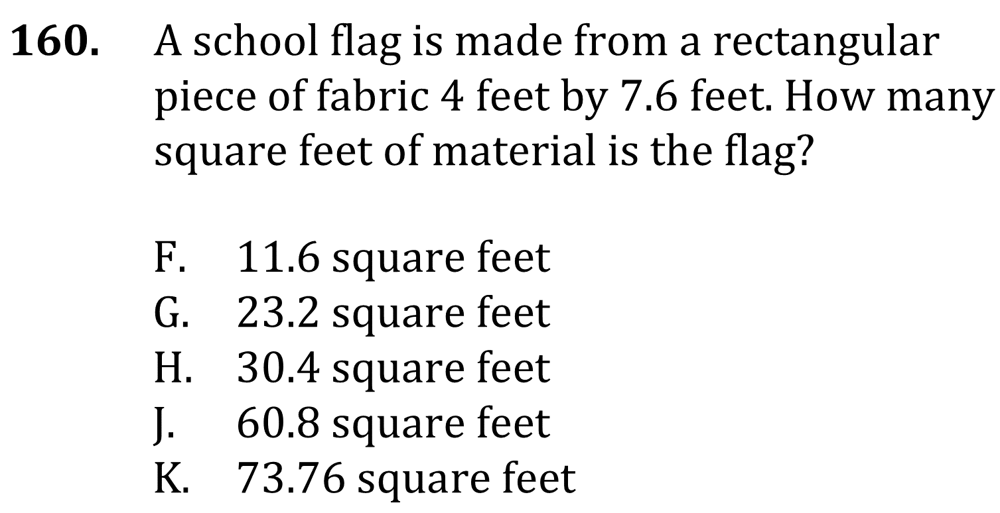 160. A school flag is made from a rectangular
piece of fabric 4 feet by 7.6 feet. How many
square feet of material is the flag?
F. 11.6 square feet
G. 23.2 square feet
H. 30.4 square feet
J. 60.8 square feet
K. 73.76 square feet